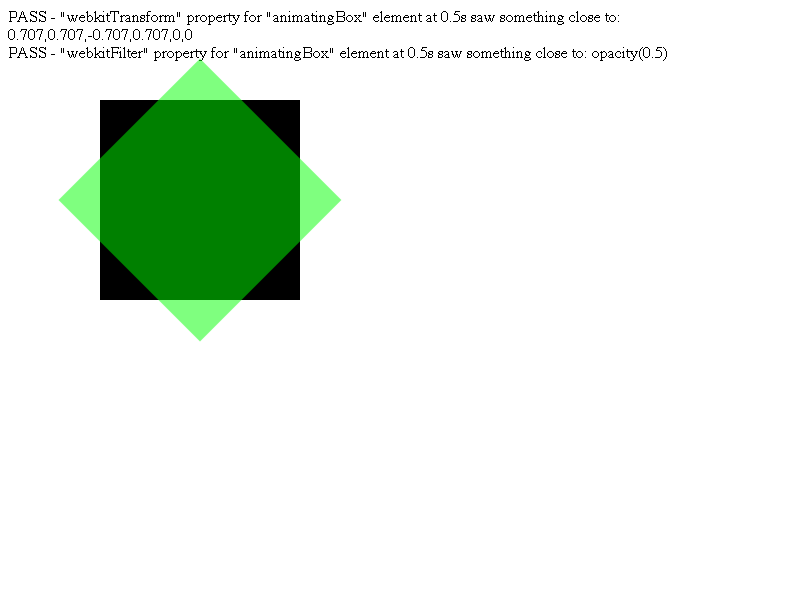 PASS - "webkitTransform" property for "animatingBox" element at 0.5s saw something close to:
0.707,0.707,-0.707,0.707,0,0
PASS - "webkitFilter" property for "animatingBox" element at 0.5s saw something close to: opacity(0.5)